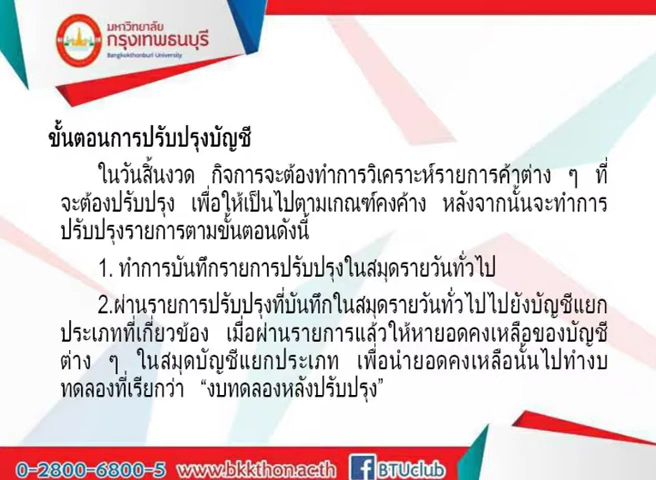 มหาวิทยาลัย
กรุงเทพธนบุรี
Bangkokthonburi University
ขั้นตอนการปรับปรุงบัญชี
ในวันสิ้นงวด กิจการจะต้องทำการวิเคราะห์รายการค้าต่าง ๆ ที่
จะต้องปรับปรุง เพื่อให้เป็นไปตามเกณฑ์คงค้าง หลังจากนั้นจะทำการ
ปรับปรุงรายการตามขั้นตอนดังนี้
1. ทำการบันทึกรายการปรับปรุงในสมุดรายวันทั่วไป
2.ผ่านรายการปรับปรุงที่บันทึกในสมุดรายวันทั่วไปไปยังบัญชีแยก
ประเภทที่เกี่ยวข้อง เมื่อผ่านรายการแล้วให้หายอดคงเหลือของบัญชี
ต่าง ๆ ในสมุดบัญชีแยกประเภท เพื่อนำยอดคงเหลือนั้นไปทำงบ
ทดลองที่เรียกว่า “งบทดลองหลังปรับปรุง”
0-2800-6800-5 www.bkkthon.ac.th f BTUclub